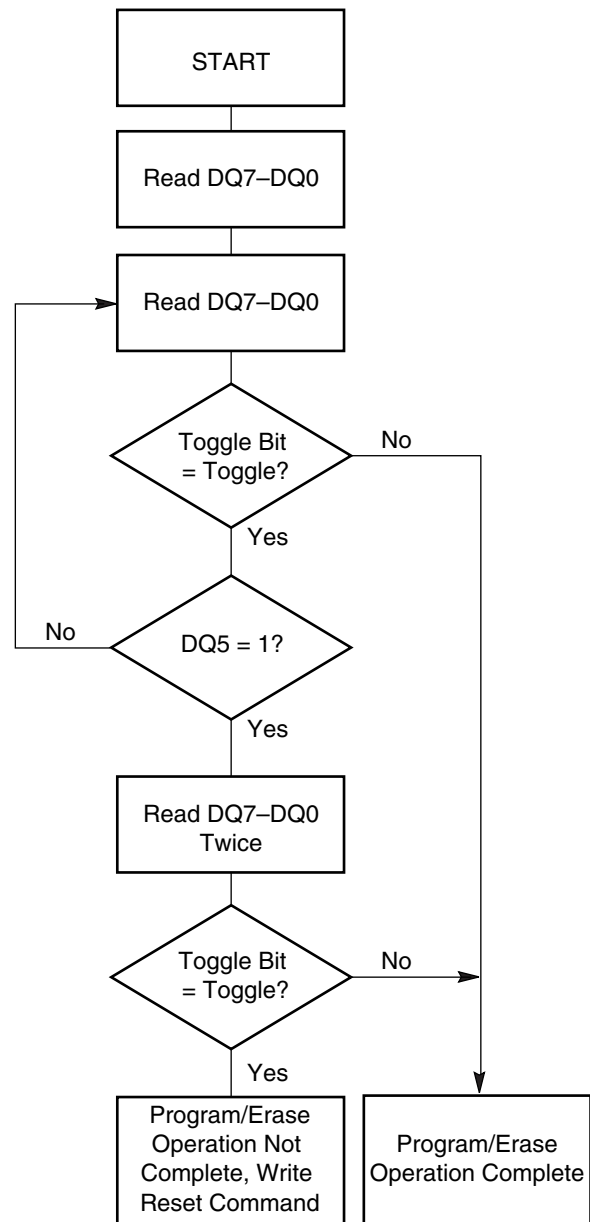 START
Read DQ7–DQ0
Read DQ7–DQ0
Toggle Bit
= Toggle?
No
Yes
No
DQ5 = 1?
Yes
Read DQ7–DQ0
Twice
Toggle Bit
= Toggle?
No
Yes
Program/Erase
Operation Not
Complete, Write
Reset Command
Program/Erase
Operation Complete